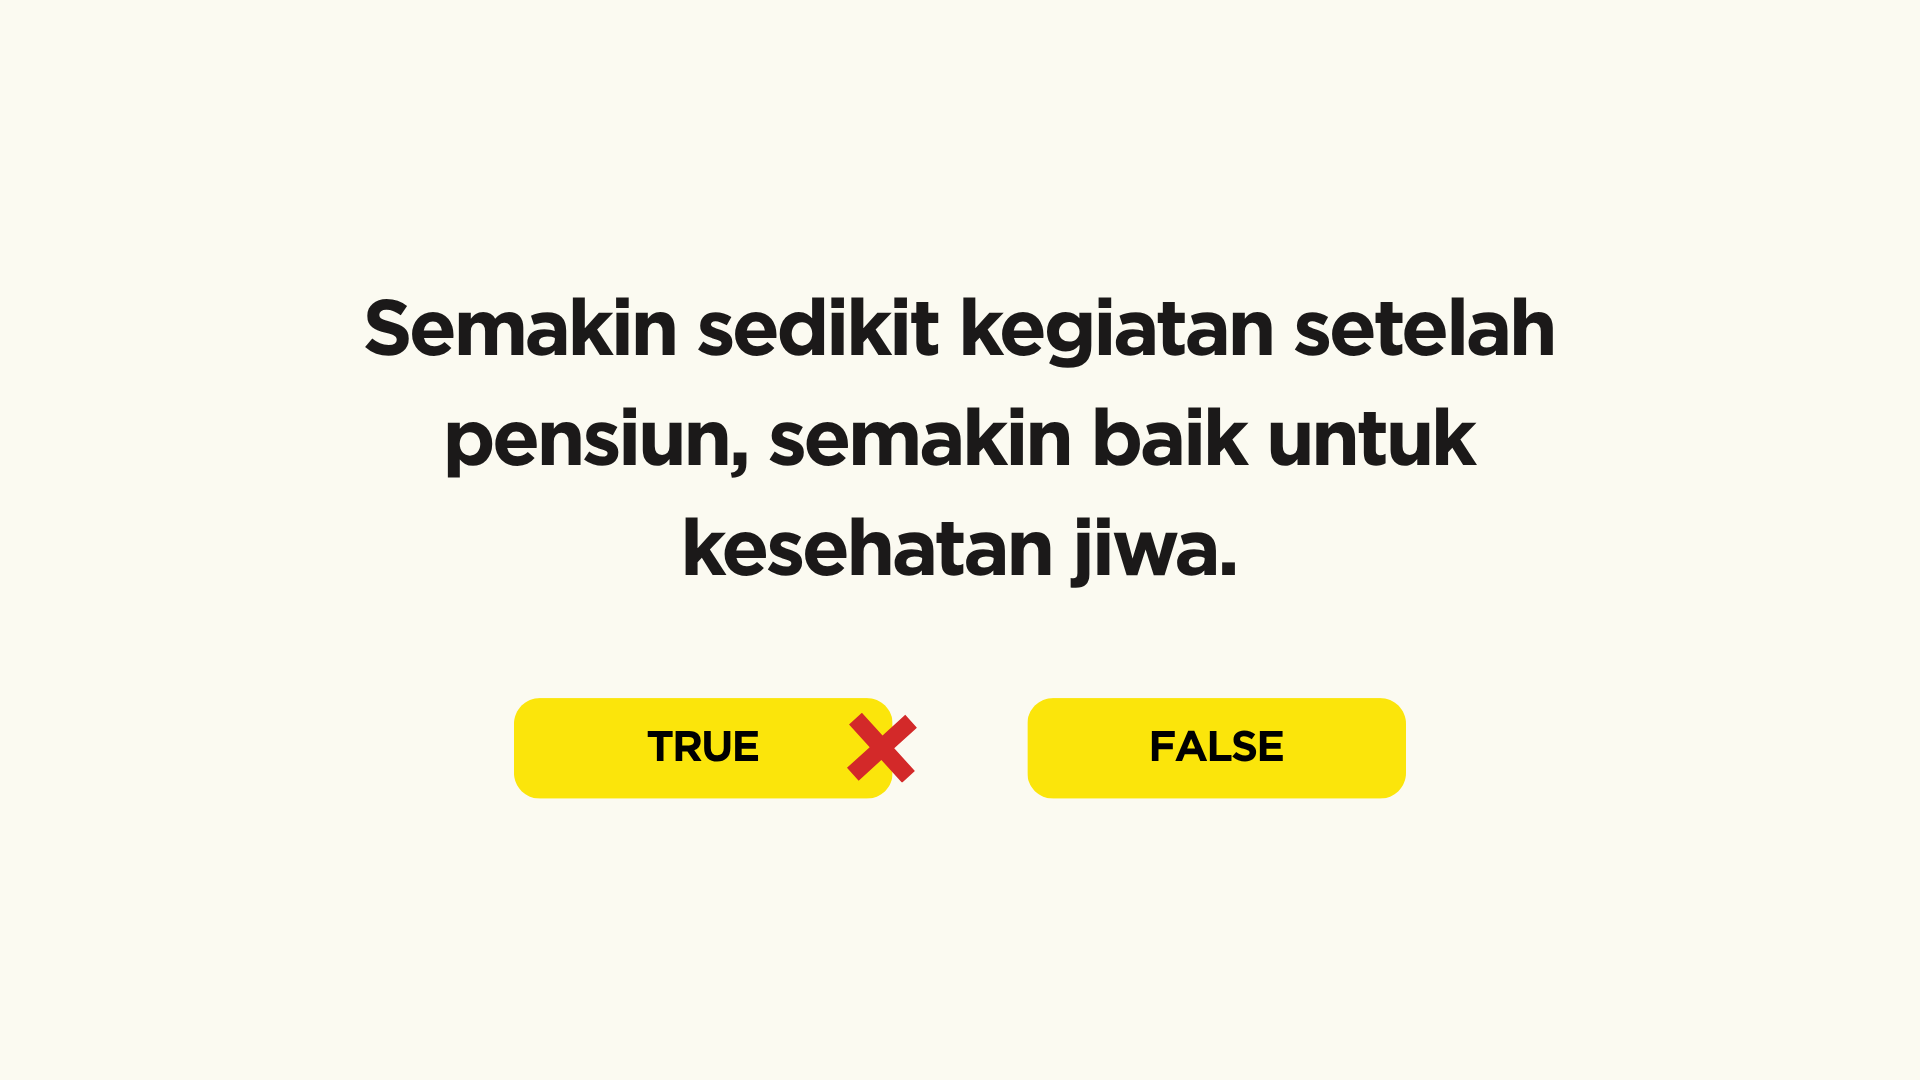 Semakin sedikit kegiatan setelah
pensiun, semakin baik untuk
kesehatan jiwa.
TRUE
FALSE